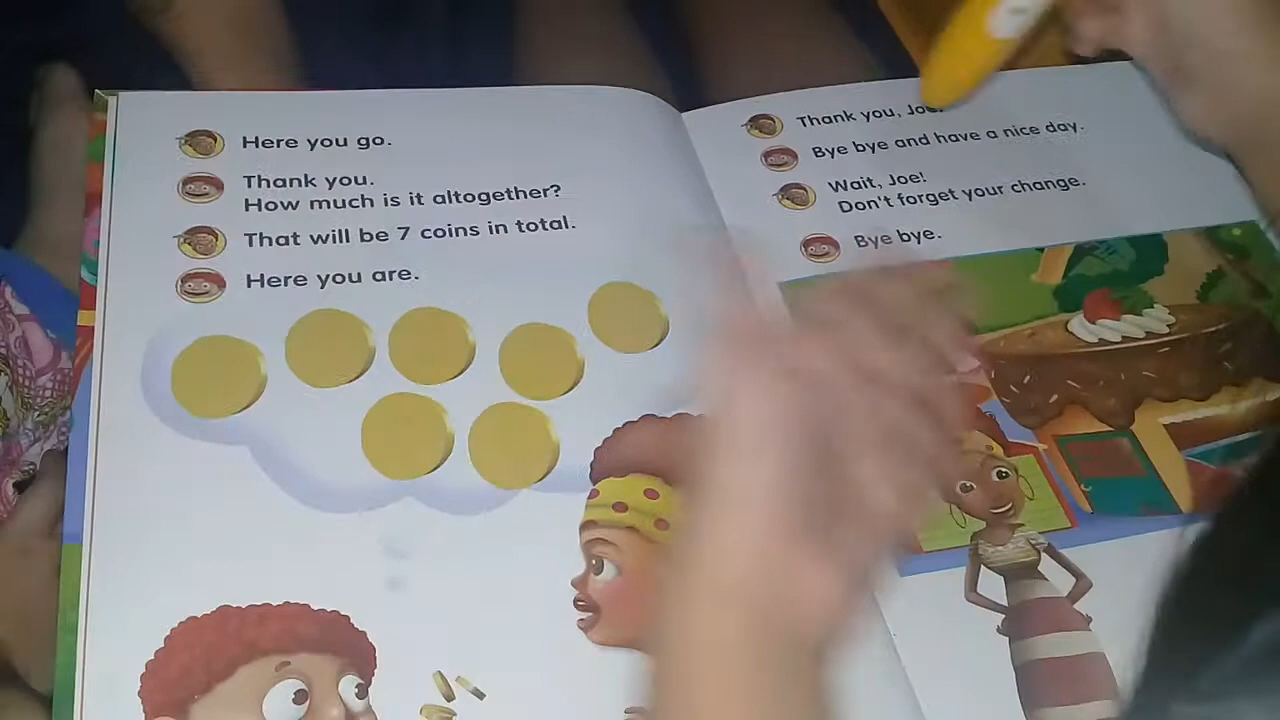 Here you go.
Thank you.
How much is it altogether?
That will be 7 coins in total.
Here you are.
Thank you, Joe.
Bye bye and have a nice day.
Wait, Joe!
Don't forget your change.
Bye bye.